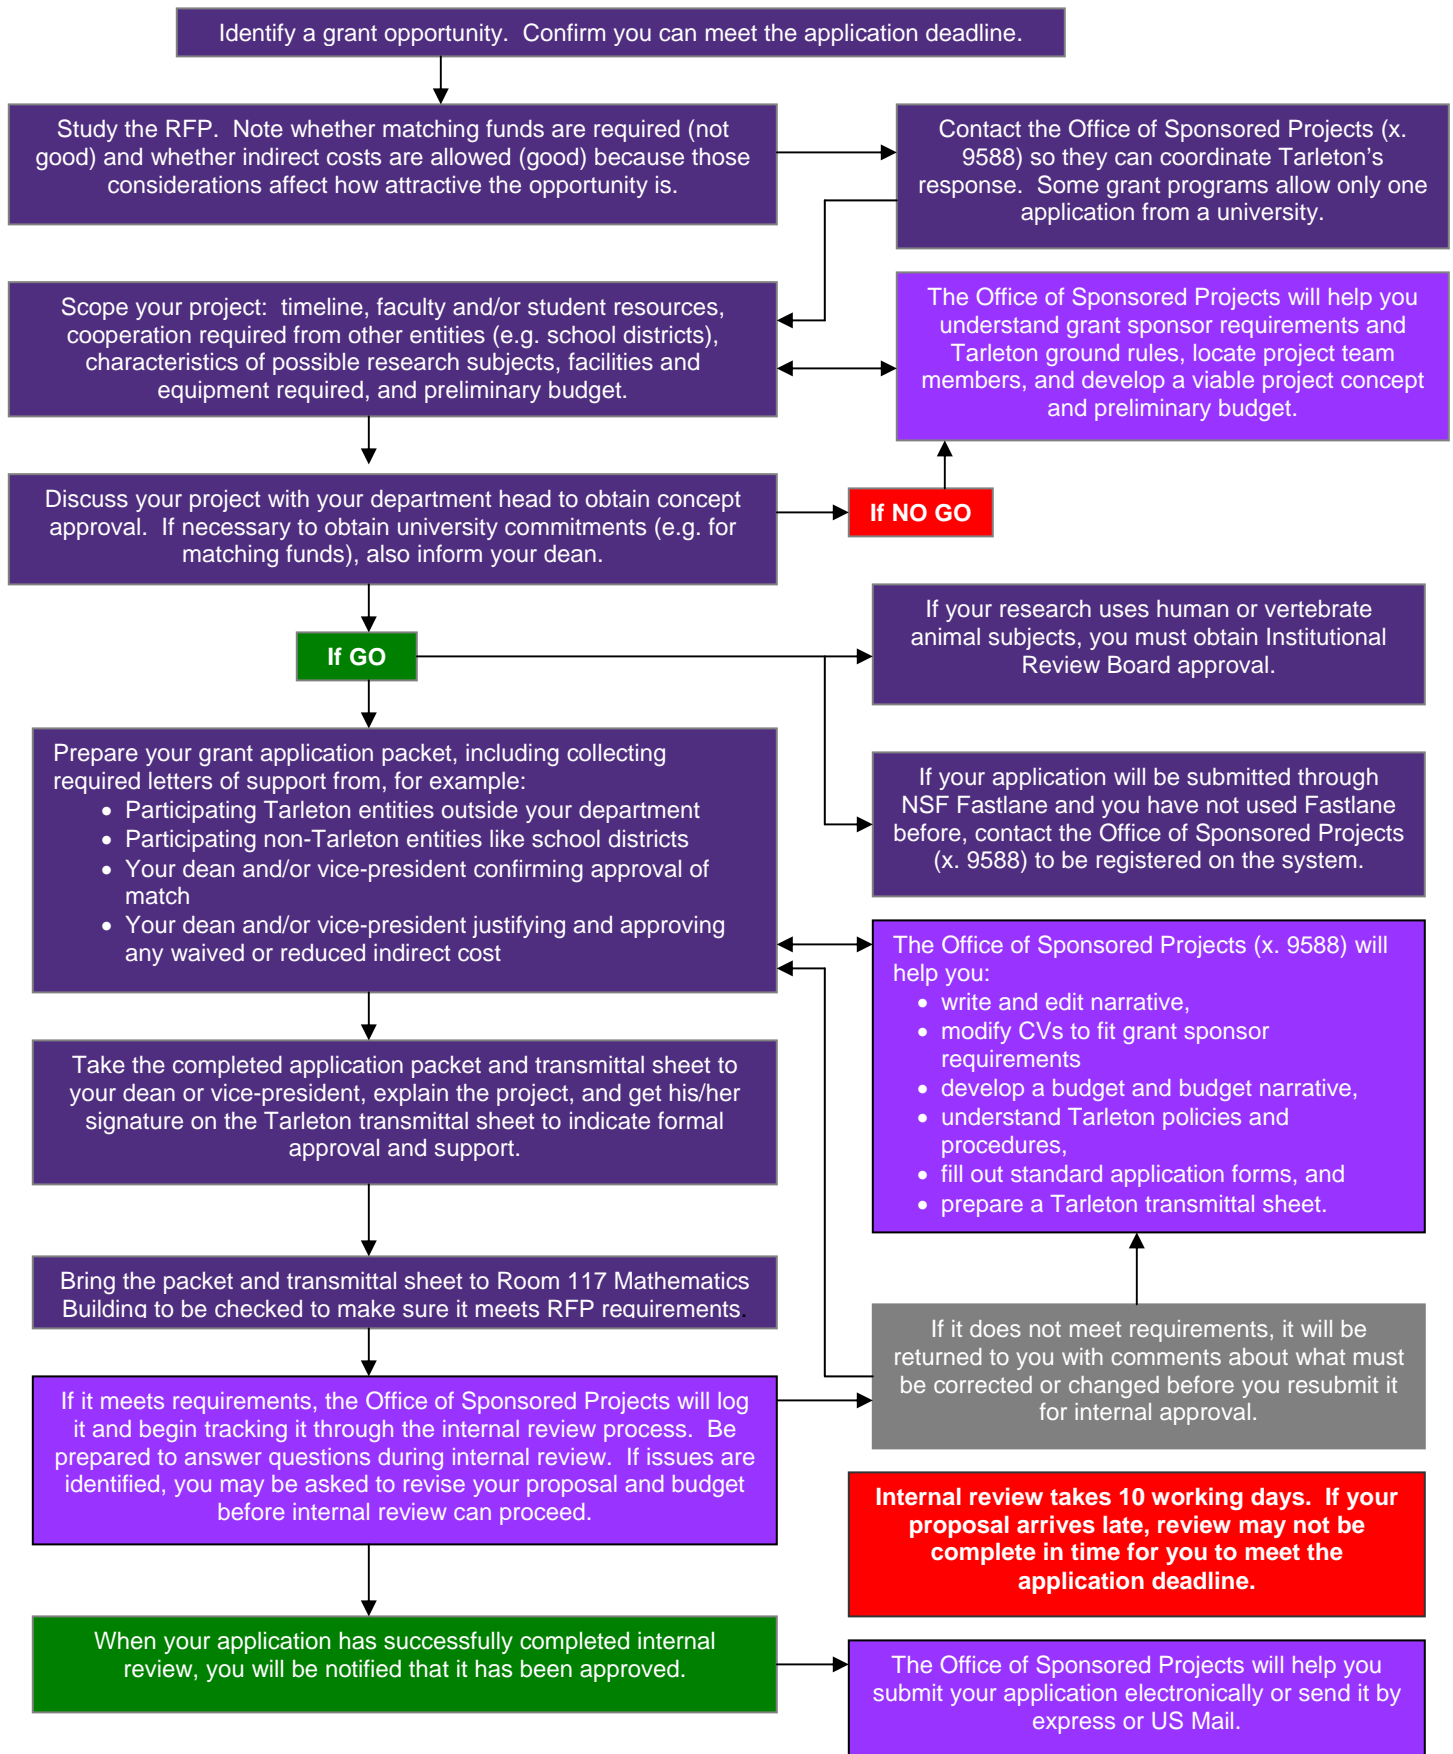 Identify a grant opportunity.  Confirm you can meet the application deadline.
Study the RFP.  Note whether matching funds are required (not
good) and whether indirect costs are allowed (good) because those
considerations affect how attractive the opportunity is.
Contact the Office of Sponsored Projects (x.
9588) so they can coordinate Tarleton's
response.  Some grant programs allow only one
application from a university.
Scope your project:  timeline, faculty and/or student resources,
cooperation required from other entities (e.g. school districts),
characteristics of possible research subjects, facilities and
equipment required, and preliminary budget.
The Office of Sponsored Projects will help you
understand grant sponsor requirements and
Tarleton ground rules, locate project team
members, and develop a viable project concept
and preliminary budget.
Discuss your project with your department head to obtain concept
approval.  If necessary to obtain university commitments (e.g. for
matching funds), also inform your dean.
If NO GO
If GO
If your research uses human or vertebrate
animal subjects, you must obtain Institutional
Review Board approval.
Prepare your grant application packet, including collecting
required letters of support from, for example:
• Participating Tarleton entities outside your department
• Participating non-Tarleton entities like school districts
• Your dean and/or vice-president confirming approval of
match
• Your dean and/or vice-president justifying and approving
any waived or reduced indirect cost
If your application will be submitted through
NSF Fastlane and you have not used Fastlane
before, contact the Office of Sponsored Projects
(x. 9588) to be registered on the system.
The Office of Sponsored Projects (x. 9588) will
help you:
• write and edit narrative,
• modify CVs to fit grant sponsor
requirements
• develop a budget and budget narrative,
• understand Tarleton policies and
procedures,
• fill out standard application forms, and
• prepare a Tarleton transmittal sheet.
Take the completed application packet and transmittal sheet to
your dean or vice-president, explain the project, and get his/her
signature on the Tarleton transmittal sheet to indicate formal
approval and support.
Bring the packet and transmittal sheet to Room 117 Mathematics
Building to be checked to make sure it meets RFP requirements.
If it does not meet requirements, it will be
returned to you with comments about what must
be corrected or changed before you resubmit it
for internal approval.
If it meets requirements, the Office of Sponsored Projects will log
it and begin tracking it through the internal review process.  Be
prepared to answer questions during internal review.  If issues are
identified, you may be asked to revise your proposal and budget
before internal review can proceed.
Internal review takes 10 working days.  If your
proposal arrives late, review may not be
complete in time for you to meet the
application deadline.
When your application has successfully completed internal
review, you will be notified that it has been approved.
The Office of Sponsored Projects will help you
submit your application electronically or send it by
express or US Mail.